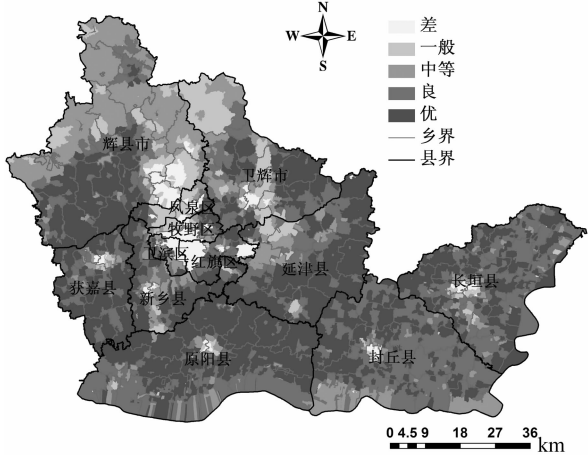 N
W E
S
差
一般
中等
良
优
乡界
县界
辉县市
卫辉市
凤泉区
牧野区
卫滨区
红旗区
延津县
获嘉县
新乡县
长垣县
原阳县
封丘县
0 4.5 9 18 27 36
km